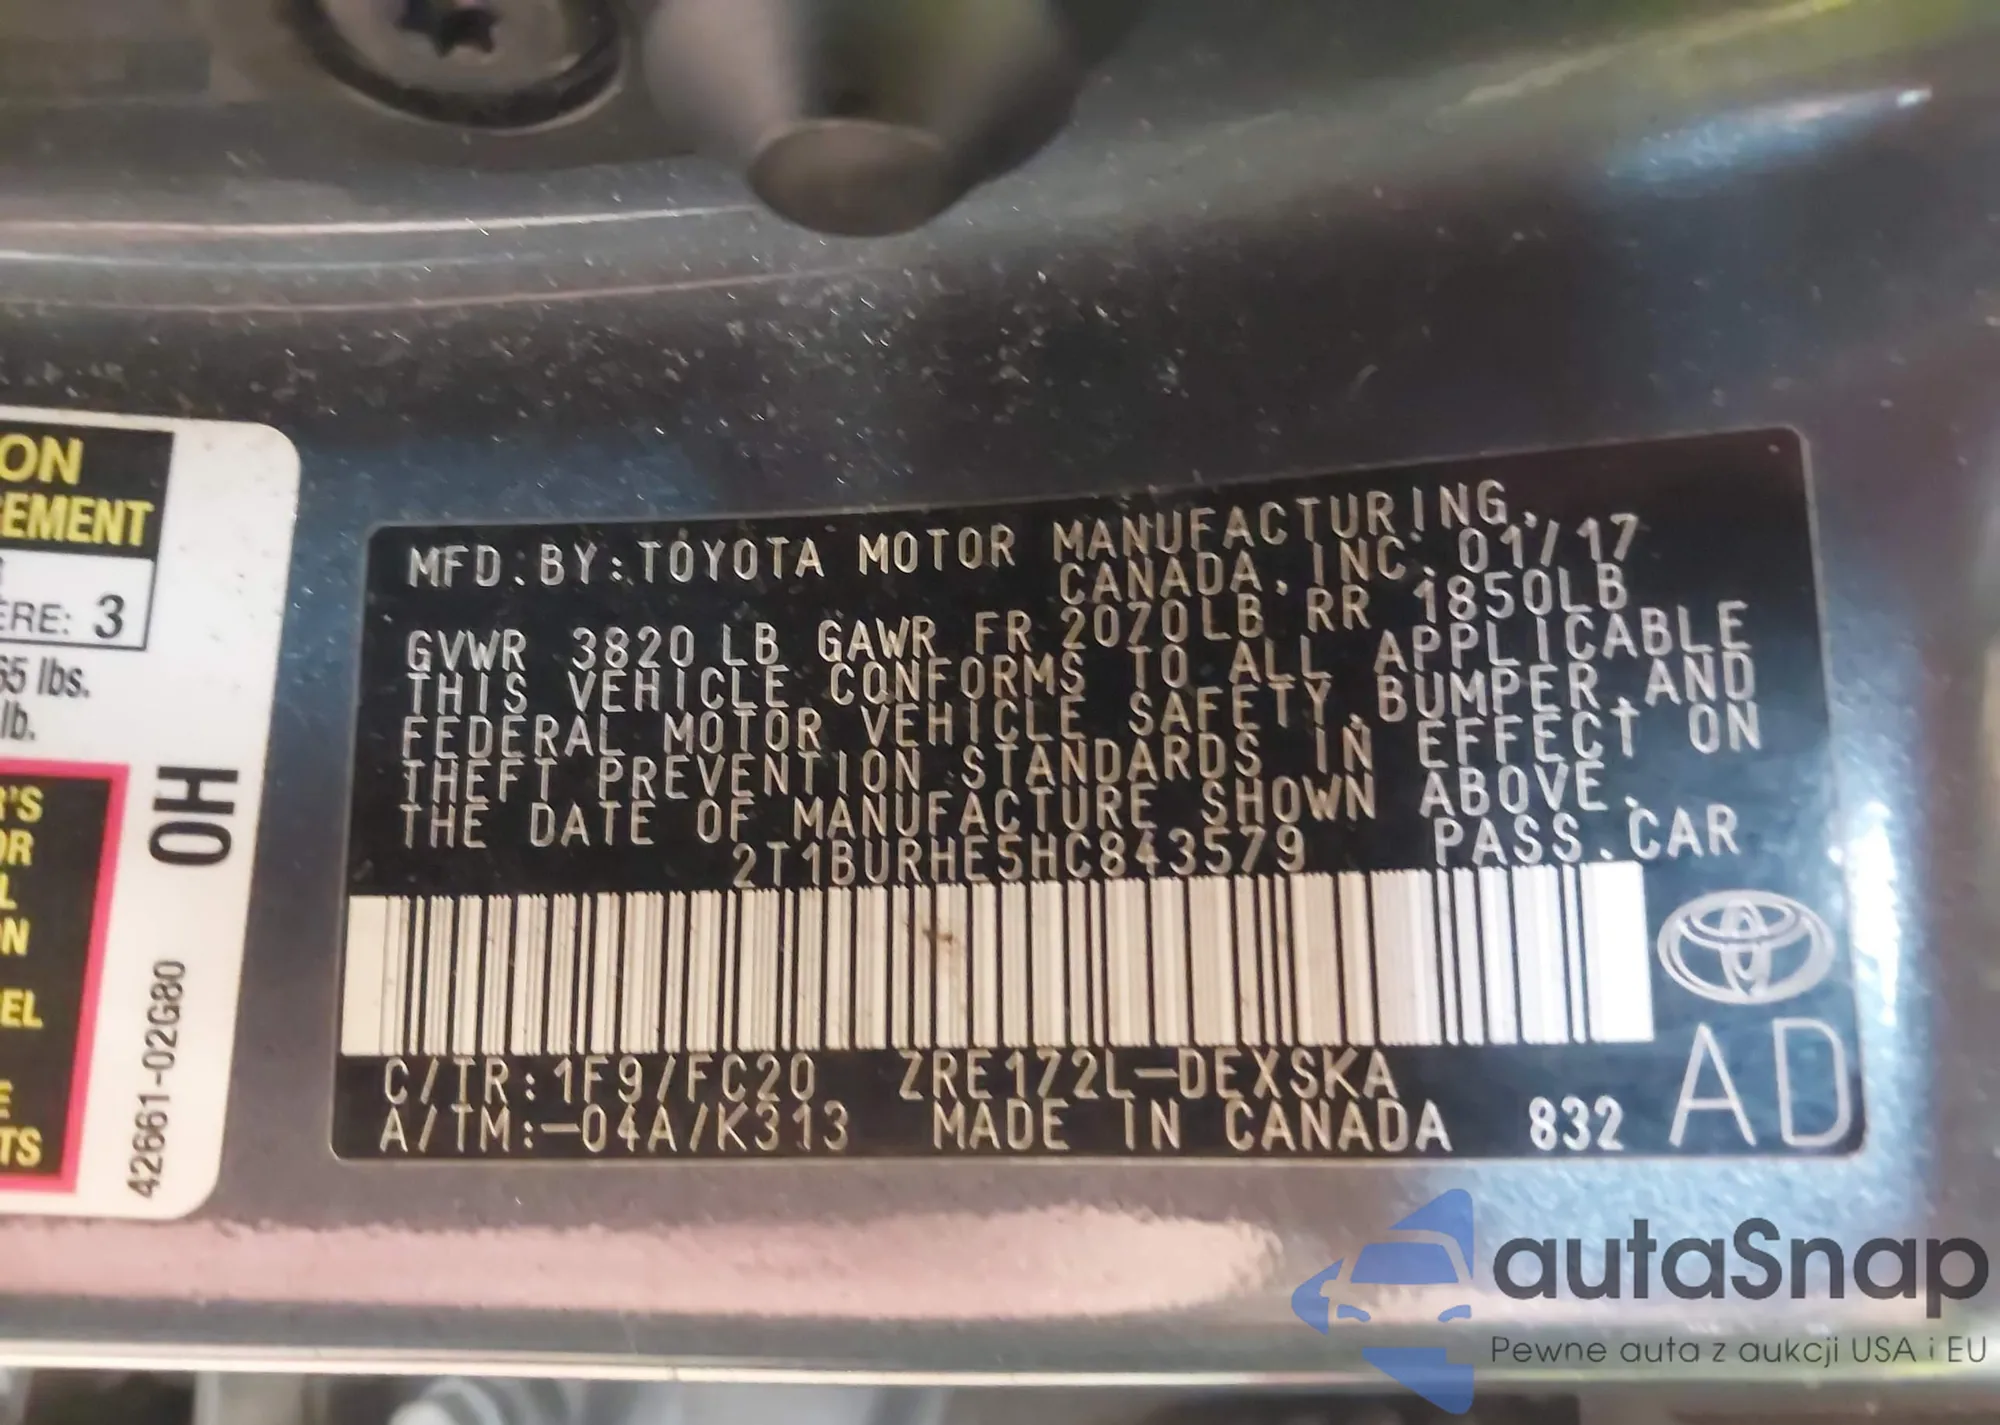 ON
EMENT
ERE: 3
65 lbs.
lb.
R'S
OR
L
ON
EL
E
TS
OH
42661-02G80
MFD.BY:TOYOTA MOTOR MANUFACTURING,
CANADA,INC.01/17
GVWR 3820 LB GAWR FR 2070LB RR 1850LB
THIS VEHICLE CONFORMS TO ALL APPLICABLE
FEDERAL MOTOR VEHICLE SAFETY,BUMPER,AND
THEFT PREVENTION STANDARDS IN EFFECT ON
THE DATE OF MANUFACTURE SHOWN ABOVE.
2T1BURHE5HC843579 PASS.CAR
C/TR:1F9/FC20 ZRE172L-DEXSKA
A/TM:-04A/K313 MADE IN CANADA 832
AD
autaSnap
Pewne auta z aukcji USA i EU